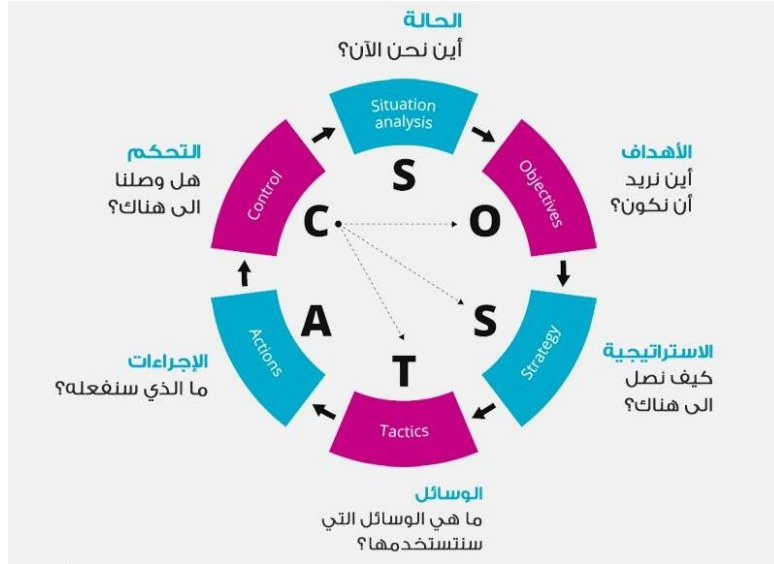 الحالة
أين نحن الآن؟
Situation
analysis
S
الأهداف
أين نريد
أن نكون؟
Objectives
O
الاستراتيجية
كيف نصل
الى هناك؟
Strategy
S
الوسائل
ما هي الوسائل التي
سنتستخدمها؟
Tactics
T
الإجراءات
ما الذي سنفعله؟
Actions
A
التحكم
هل وصلنا
الى هناك؟
Control
C